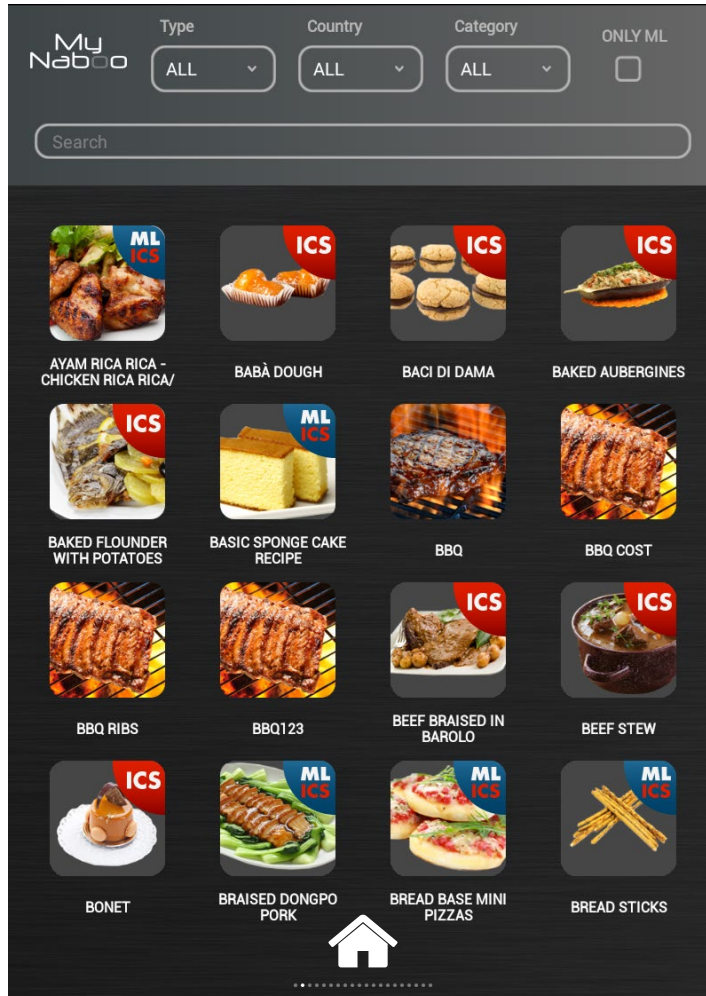 My
Naboo
Type
Country
Category
ONLY ML
ALL
ALL
ALL
Search
ML
ICS
ICS
ICS
ICS
AYAM RICA RICA -
CHICKEN RICA RICA/
BABÀ DOUGH
BACI DI DAMA
BAKED AUBERGINES
ICS
ML
ICS
BAKED FLOUNDER
WITH POTATOES
BASIC SPONGE CAKE
RECIPE
BBQ
BBQ COST
ICS
ICS
BBQ RIBS
BBQ123
BEEF BRAISED IN
BAROLO
BEEF STEW
ICS
ML
ICS
ML
ICS
ML
ICS
BONET
BRAISED DONGPO
PORK
BREAD BASE MINI
PIZZAS
BREAD STICKS